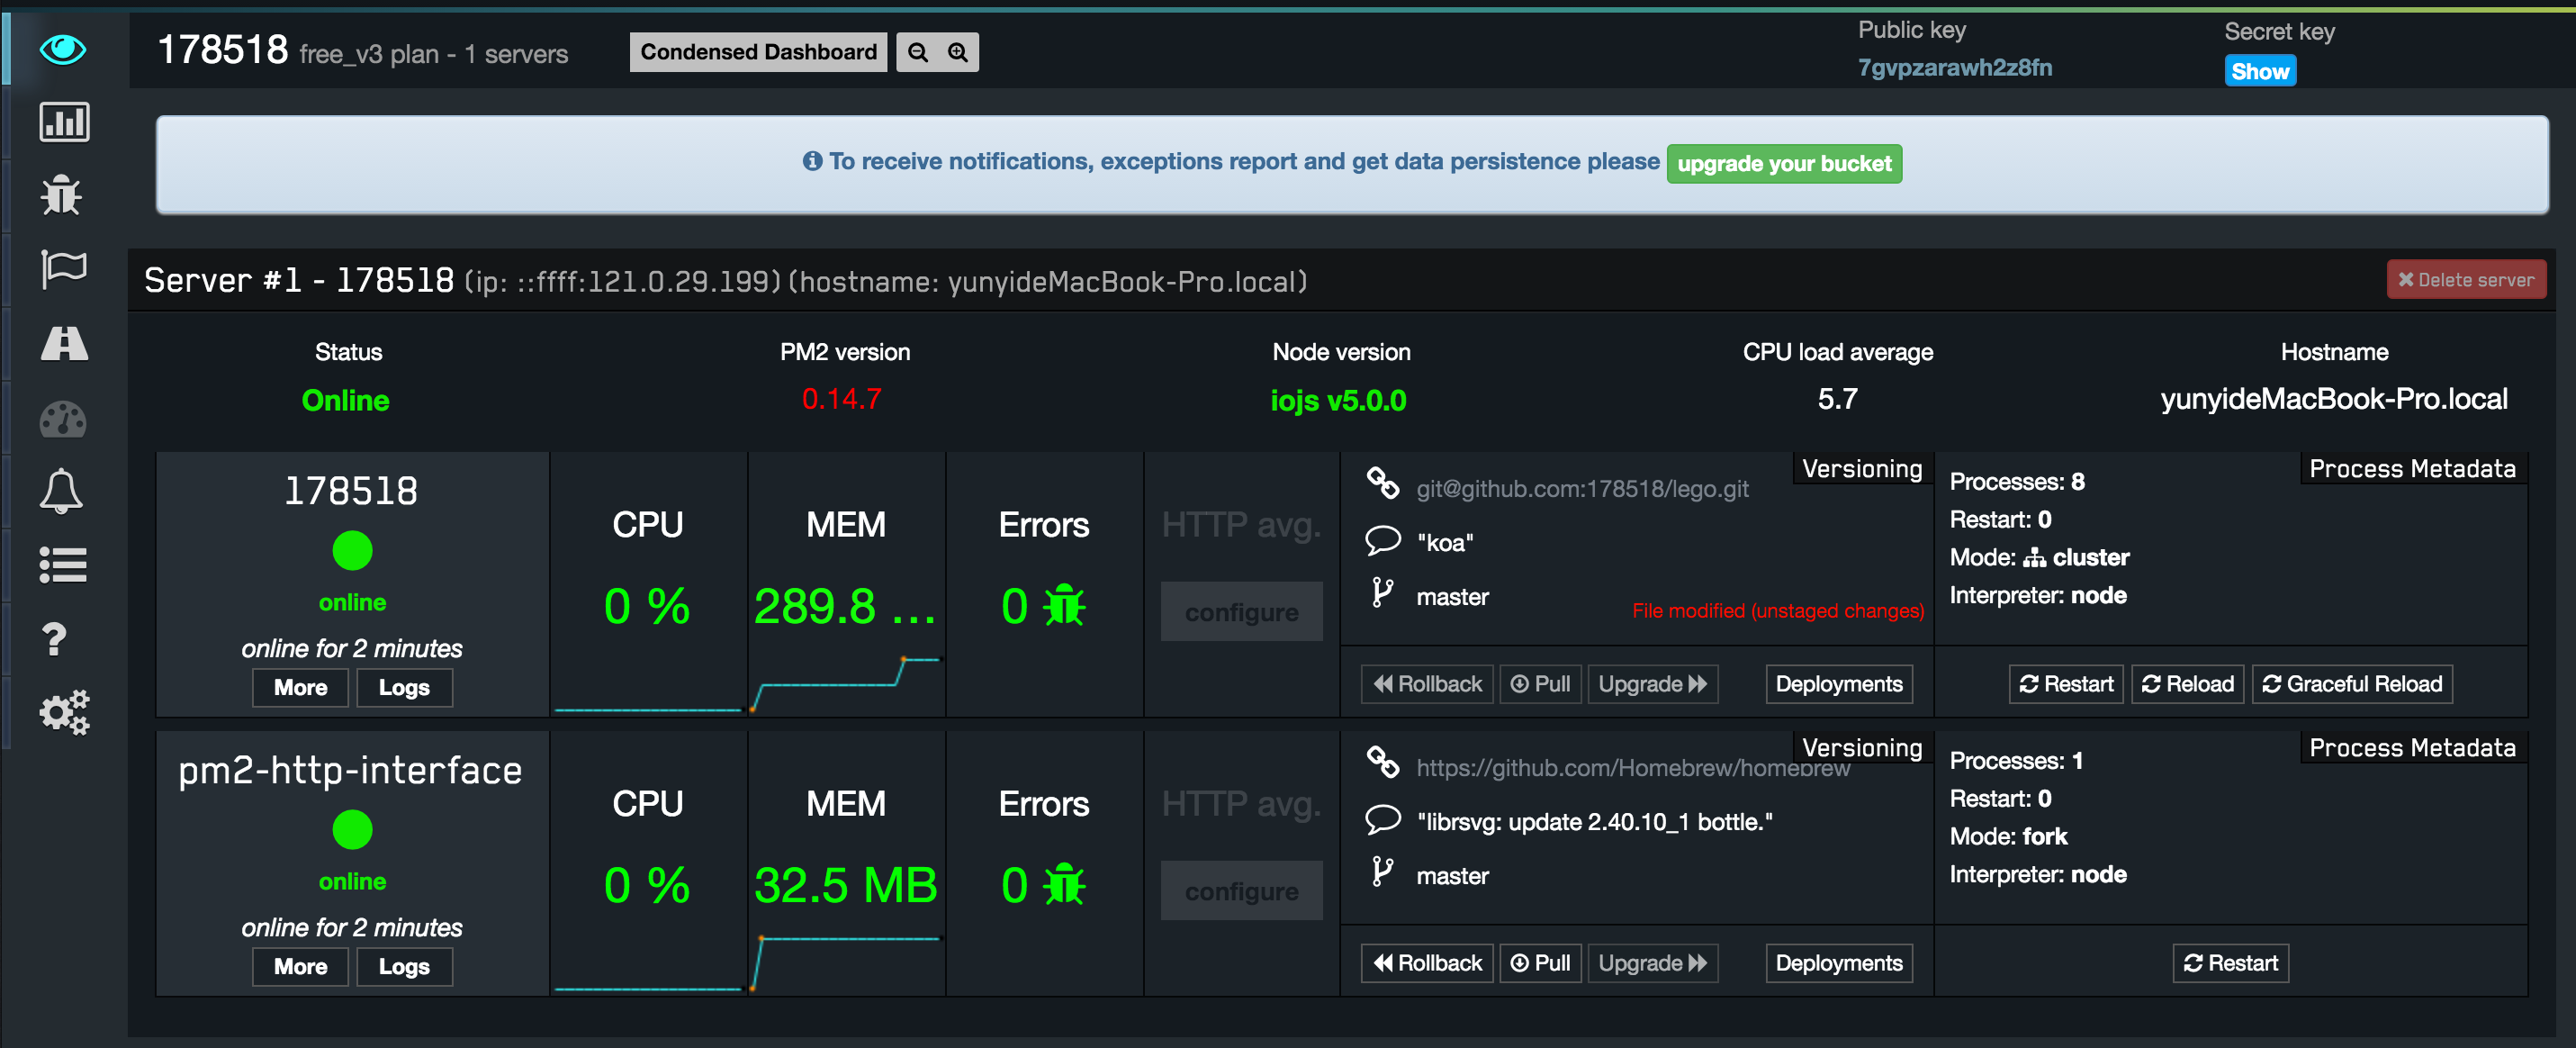 178518 free_v3 plan - 1 servers
Condensed Dashboard
Public key
7gvpzarawh2z8fn
Secret key
Show
To receive notifications, exceptions report and get data persistence please upgrade your bucket
Server #1 - 178518 (ip: ::ffff:121.0.29.199) (hostname: yunyideMacBook-Pro.local)
Delete server
Status
Online
PM2 version
0.14.7
Node version
iojs v5.0.0
CPU load average
5.7
Hostname
yunyideMacBook-Pro.local
178518
online
online for 2 minutes
More Logs
CPU
0 %
MEM
289.8 ...
Errors
0
HTTP avg.
configure
Versioning
git@github.com:178518/lego.git
"koa"
master
File modified (unstaged changes)
Rollback Pull Upgrade Deployments
Process Metadata
Processes: 8
Restart: 0
Mode: cluster
Interpreter: node
Restart Reload Graceful Reload
pm2-http-interface
online
online for 2 minutes
More Logs
CPU
0 %
MEM
32.5 MB
Errors
0
HTTP avg.
configure
Versioning
https://github.com/Homebrew/homebrew
"librsvg: update 2.40.10_1 bottle."
master
Rollback Pull Upgrade Deployments
Process Metadata
Processes: 1
Restart: 0
Mode: fork
Interpreter: node
Restart